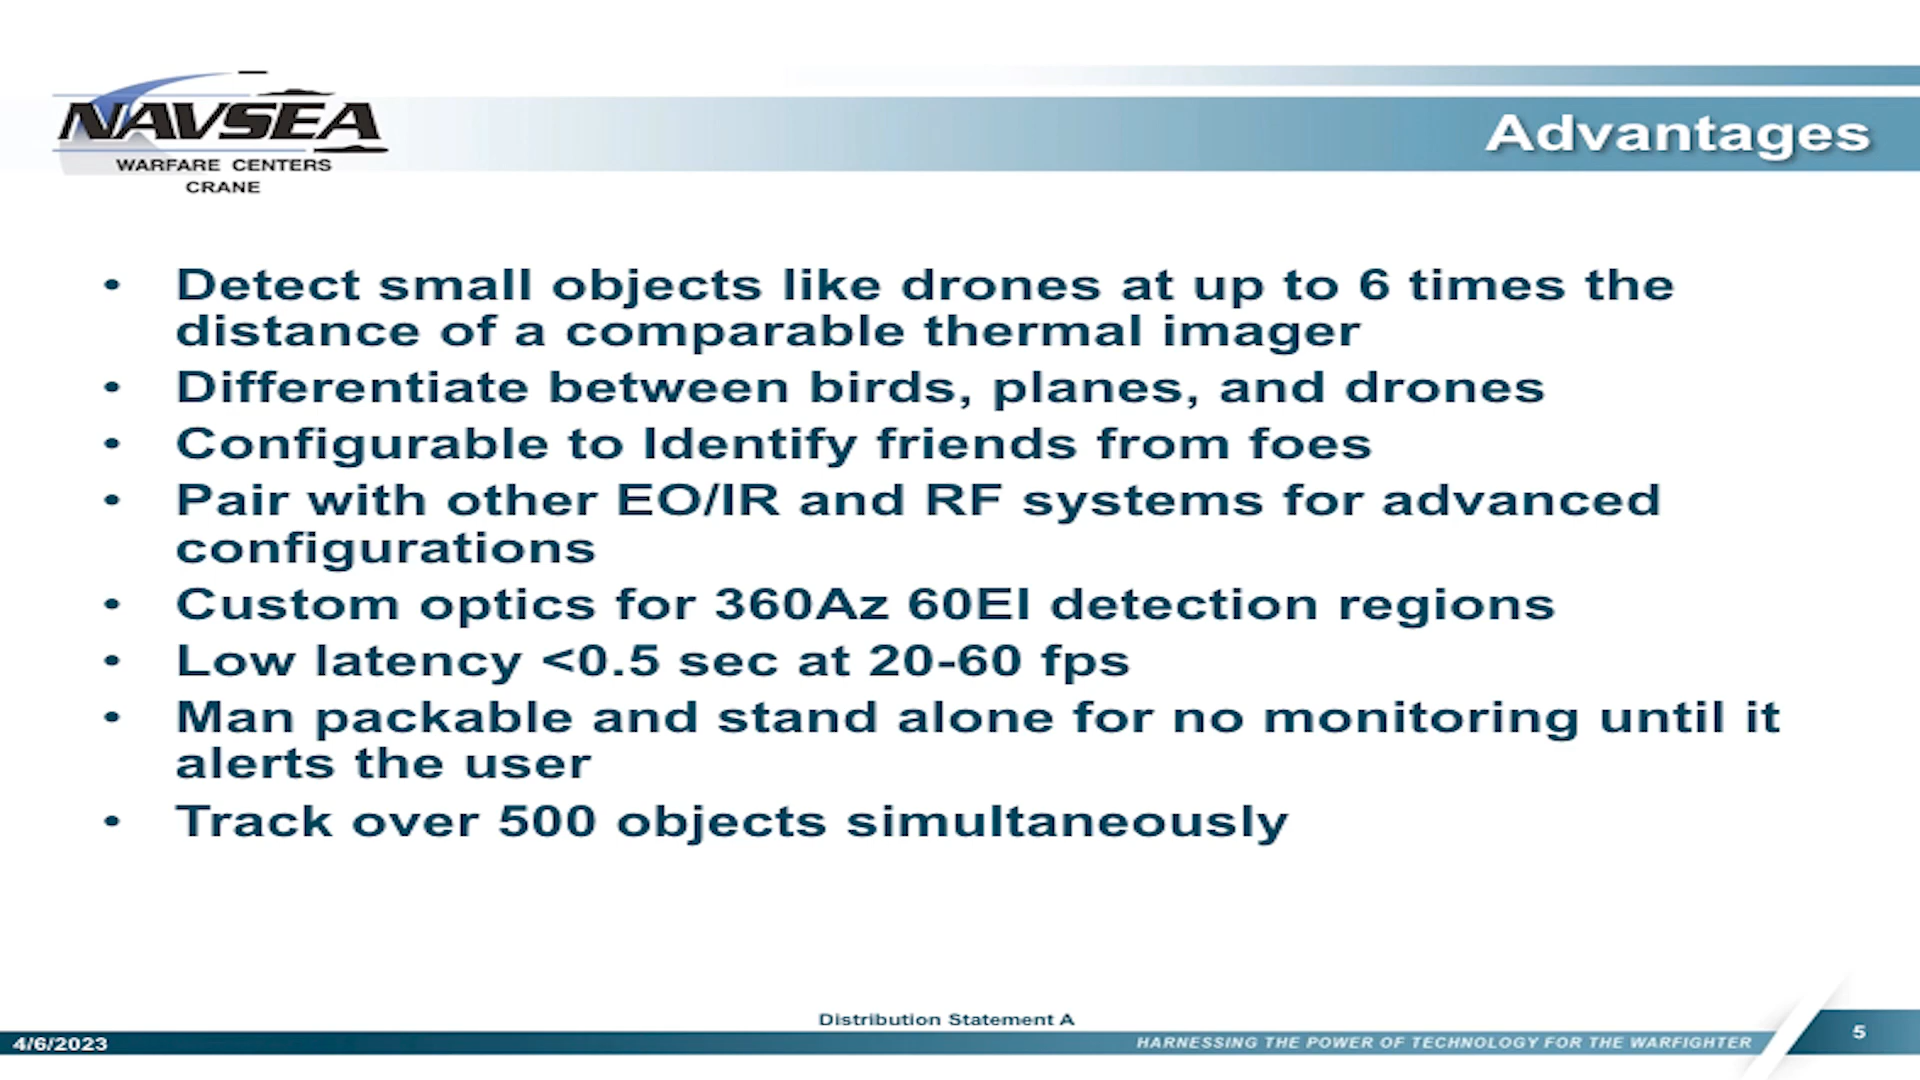 NAVSEA
WARFARE CENTERS
CRANE
Advantages
• Detect small objects like drones at up to 6 times the
distance of a comparable thermal imager
• Differentiate between birds, planes, and drones
• Configurable to Identify friends from foes
• Pair with other EO/IR and RF systems for advanced
configurations
• Custom optics for 360Az 60El detection regions
• Low latency <0.5 sec at 20-60 fps
• Man packable and stand alone for no monitoring until it
alerts the user
• Track over 500 objects simultaneously
Distribution Statement A
4/6/2023
HARNESSING THE POWER OF TECHNOLOGY FOR THE WARFIGHTER
5